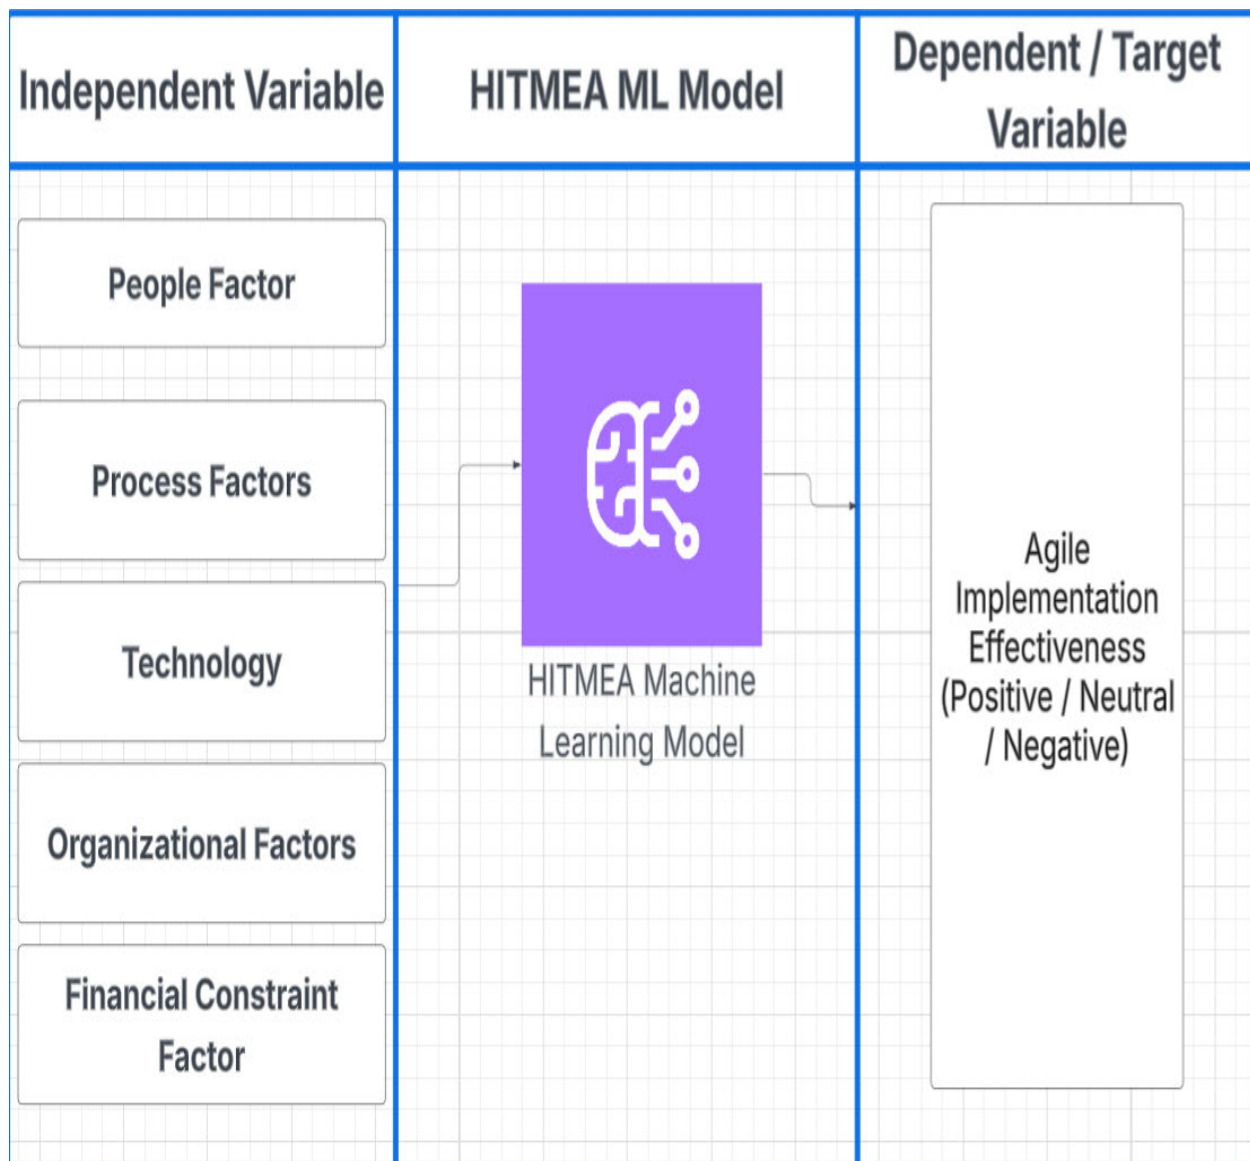 Independent Variable
HITMEA ML Model
Dependent / Target
Variable
People Factor
Process Factors
Technology
Organizational Factors
Financial Constraint
Factor
HITMEA Machine
Learning Model
Agile
Implementation
Effectiveness
(Positive / Neutral
/ Negative)